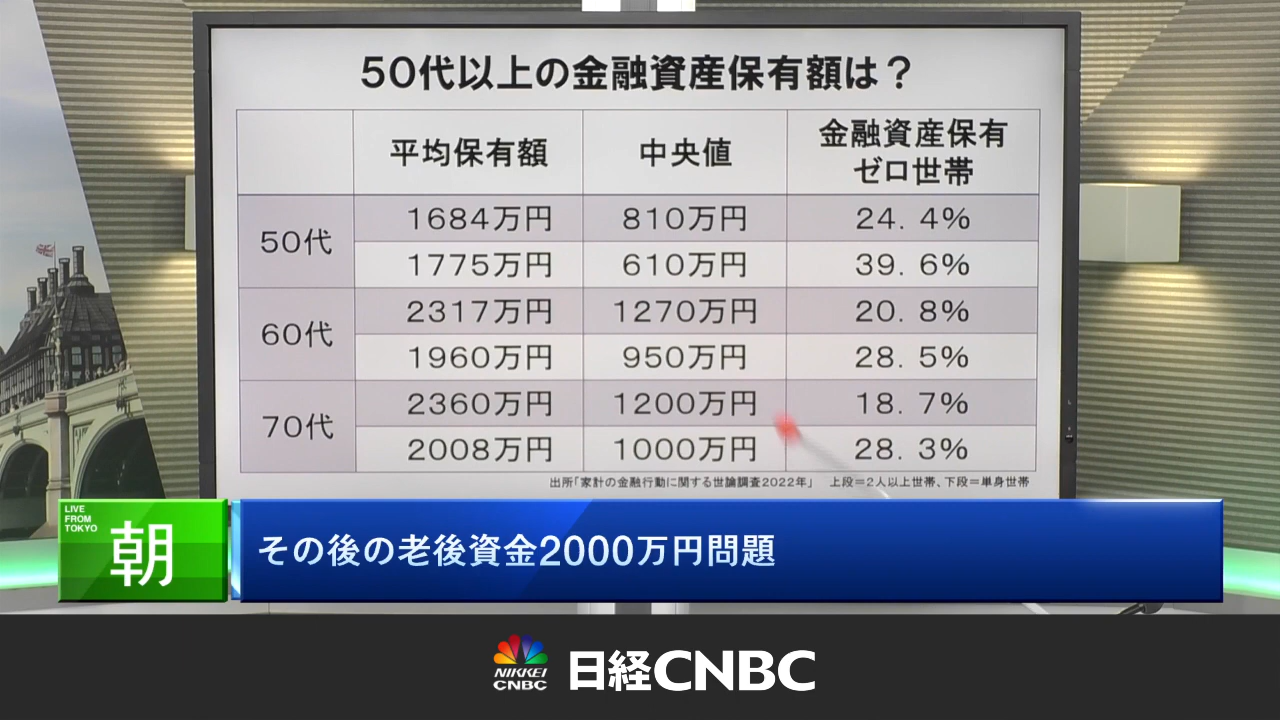 50代以上の金融資産保有額は？
平均保有額 中央値 金融資産保有
ゼロ世帯
50代
1684万円 810万円 24.4%
1775万円 610万円 39.6%
60代
2317万円 1270万円 20.8%
1960万円 950万円 28.5%
70代
2360万円 1200万円 18.7%
2008万円 1000万円 28.3%
出所「家計の金融行動に関する世論調査2022年」 上段＝2人以上世帯、下段＝単身世帯
LIVE
FROM
TOKYO
朝
その後の老後資金2000万円問題
NIKKEI
CNBC
日経CNBC